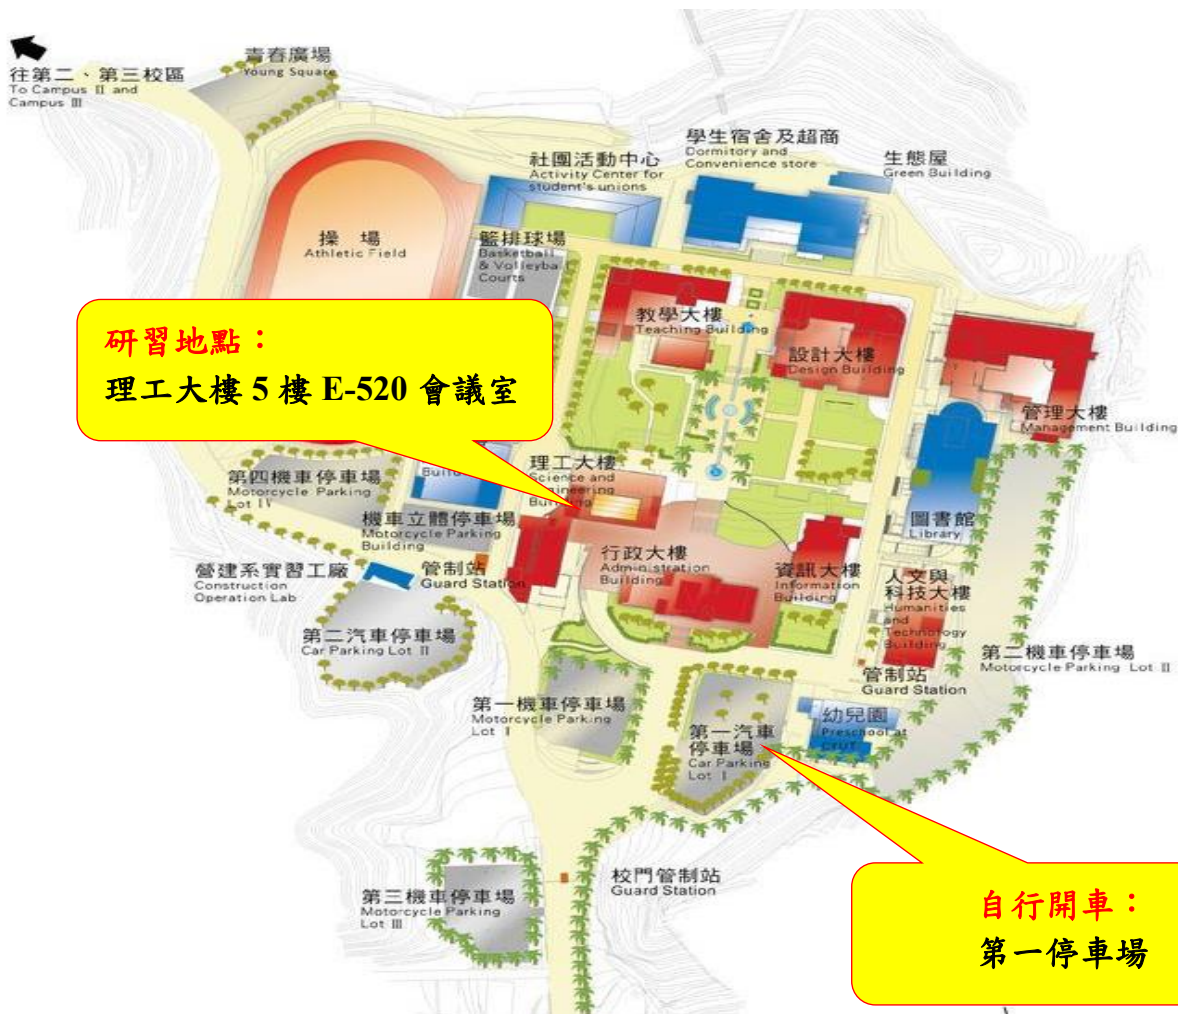 往第二、第三校區
To Campus II and
Campus III
青春廣場
Young Square
社團活動中心
Activity Center for
student's unions
學生宿舍及超商
Dormitory and
Convenience store
生態屋
Green Building
操 場
Athletic Field
籃排球場
Basketball
& Volleyball
Courts
教學大樓
Teaching Building
設計大樓
Design Building
管理大樓
Management Building
研習地點：
理工大樓 5 樓 E-520 會議室
第四機車停車場
Motorcycle Parking
Lot IV
理工大樓
Science and
Engineering
Building
機車立體停車場
Motorcycle Parking
Building
圖書館
Library
營建系實習工廠
Construction
Operation Lab
管制站
Guard Station
行政大樓
Administration
Building
資訊大樓
Information
Building
人文與
科技大樓
Humanities
and
Technology
Building
第二汽車停車場
Car Parking Lot II
第二機車停車場
Motorcycle Parking Lot II
管制站
Guard Station
第一機車停車場
Motorcycle Parking
Lot I
第一汽車
停車場
Car Parking
Lot I
幼兒園
Preschool at
CYUT
第三機車停車場
Motorcycle Parking
Lot III
校門管制站
Guard Station
自行開車：
第一停車場